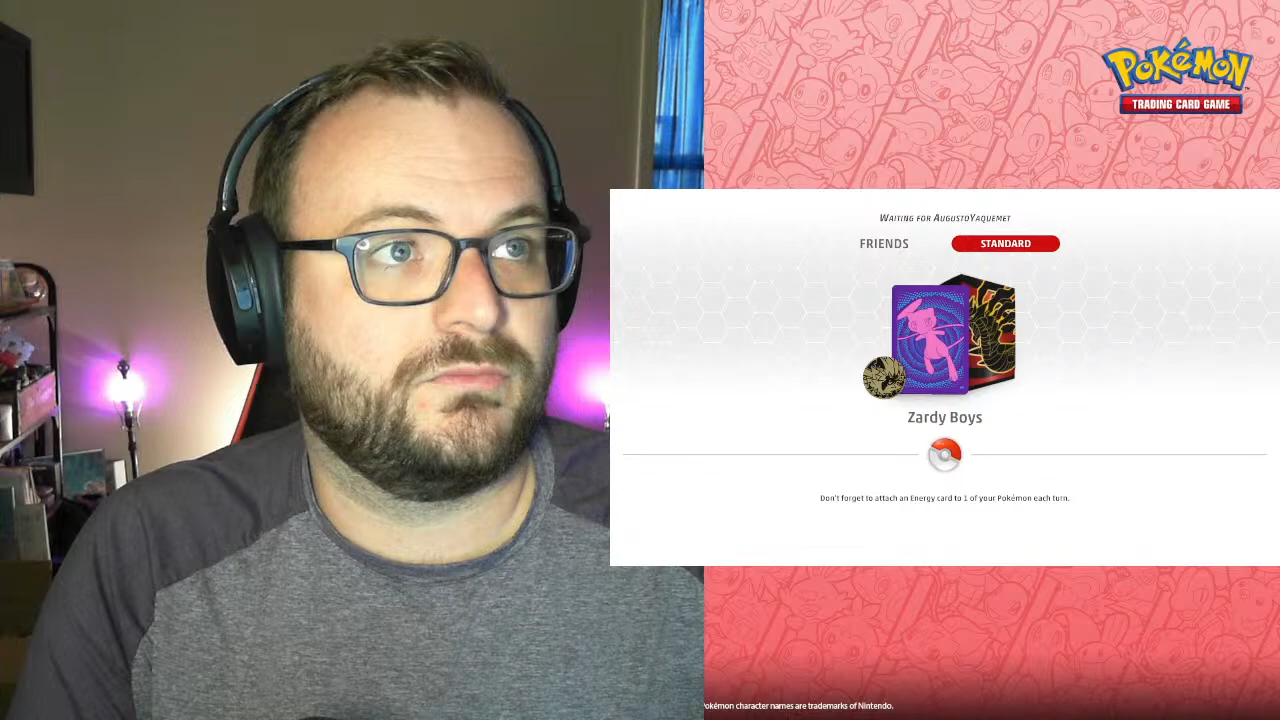 POKéMON
TRADING CARD GAME
WAITING FOR AUGUSTOYAQUEMET
FRIENDS
STANDARD
Zardy Boys
Don't forget to attach an Energy card to 1 of your Pokémon each turn.
Pokémon character names are trademarks of Nintendo.